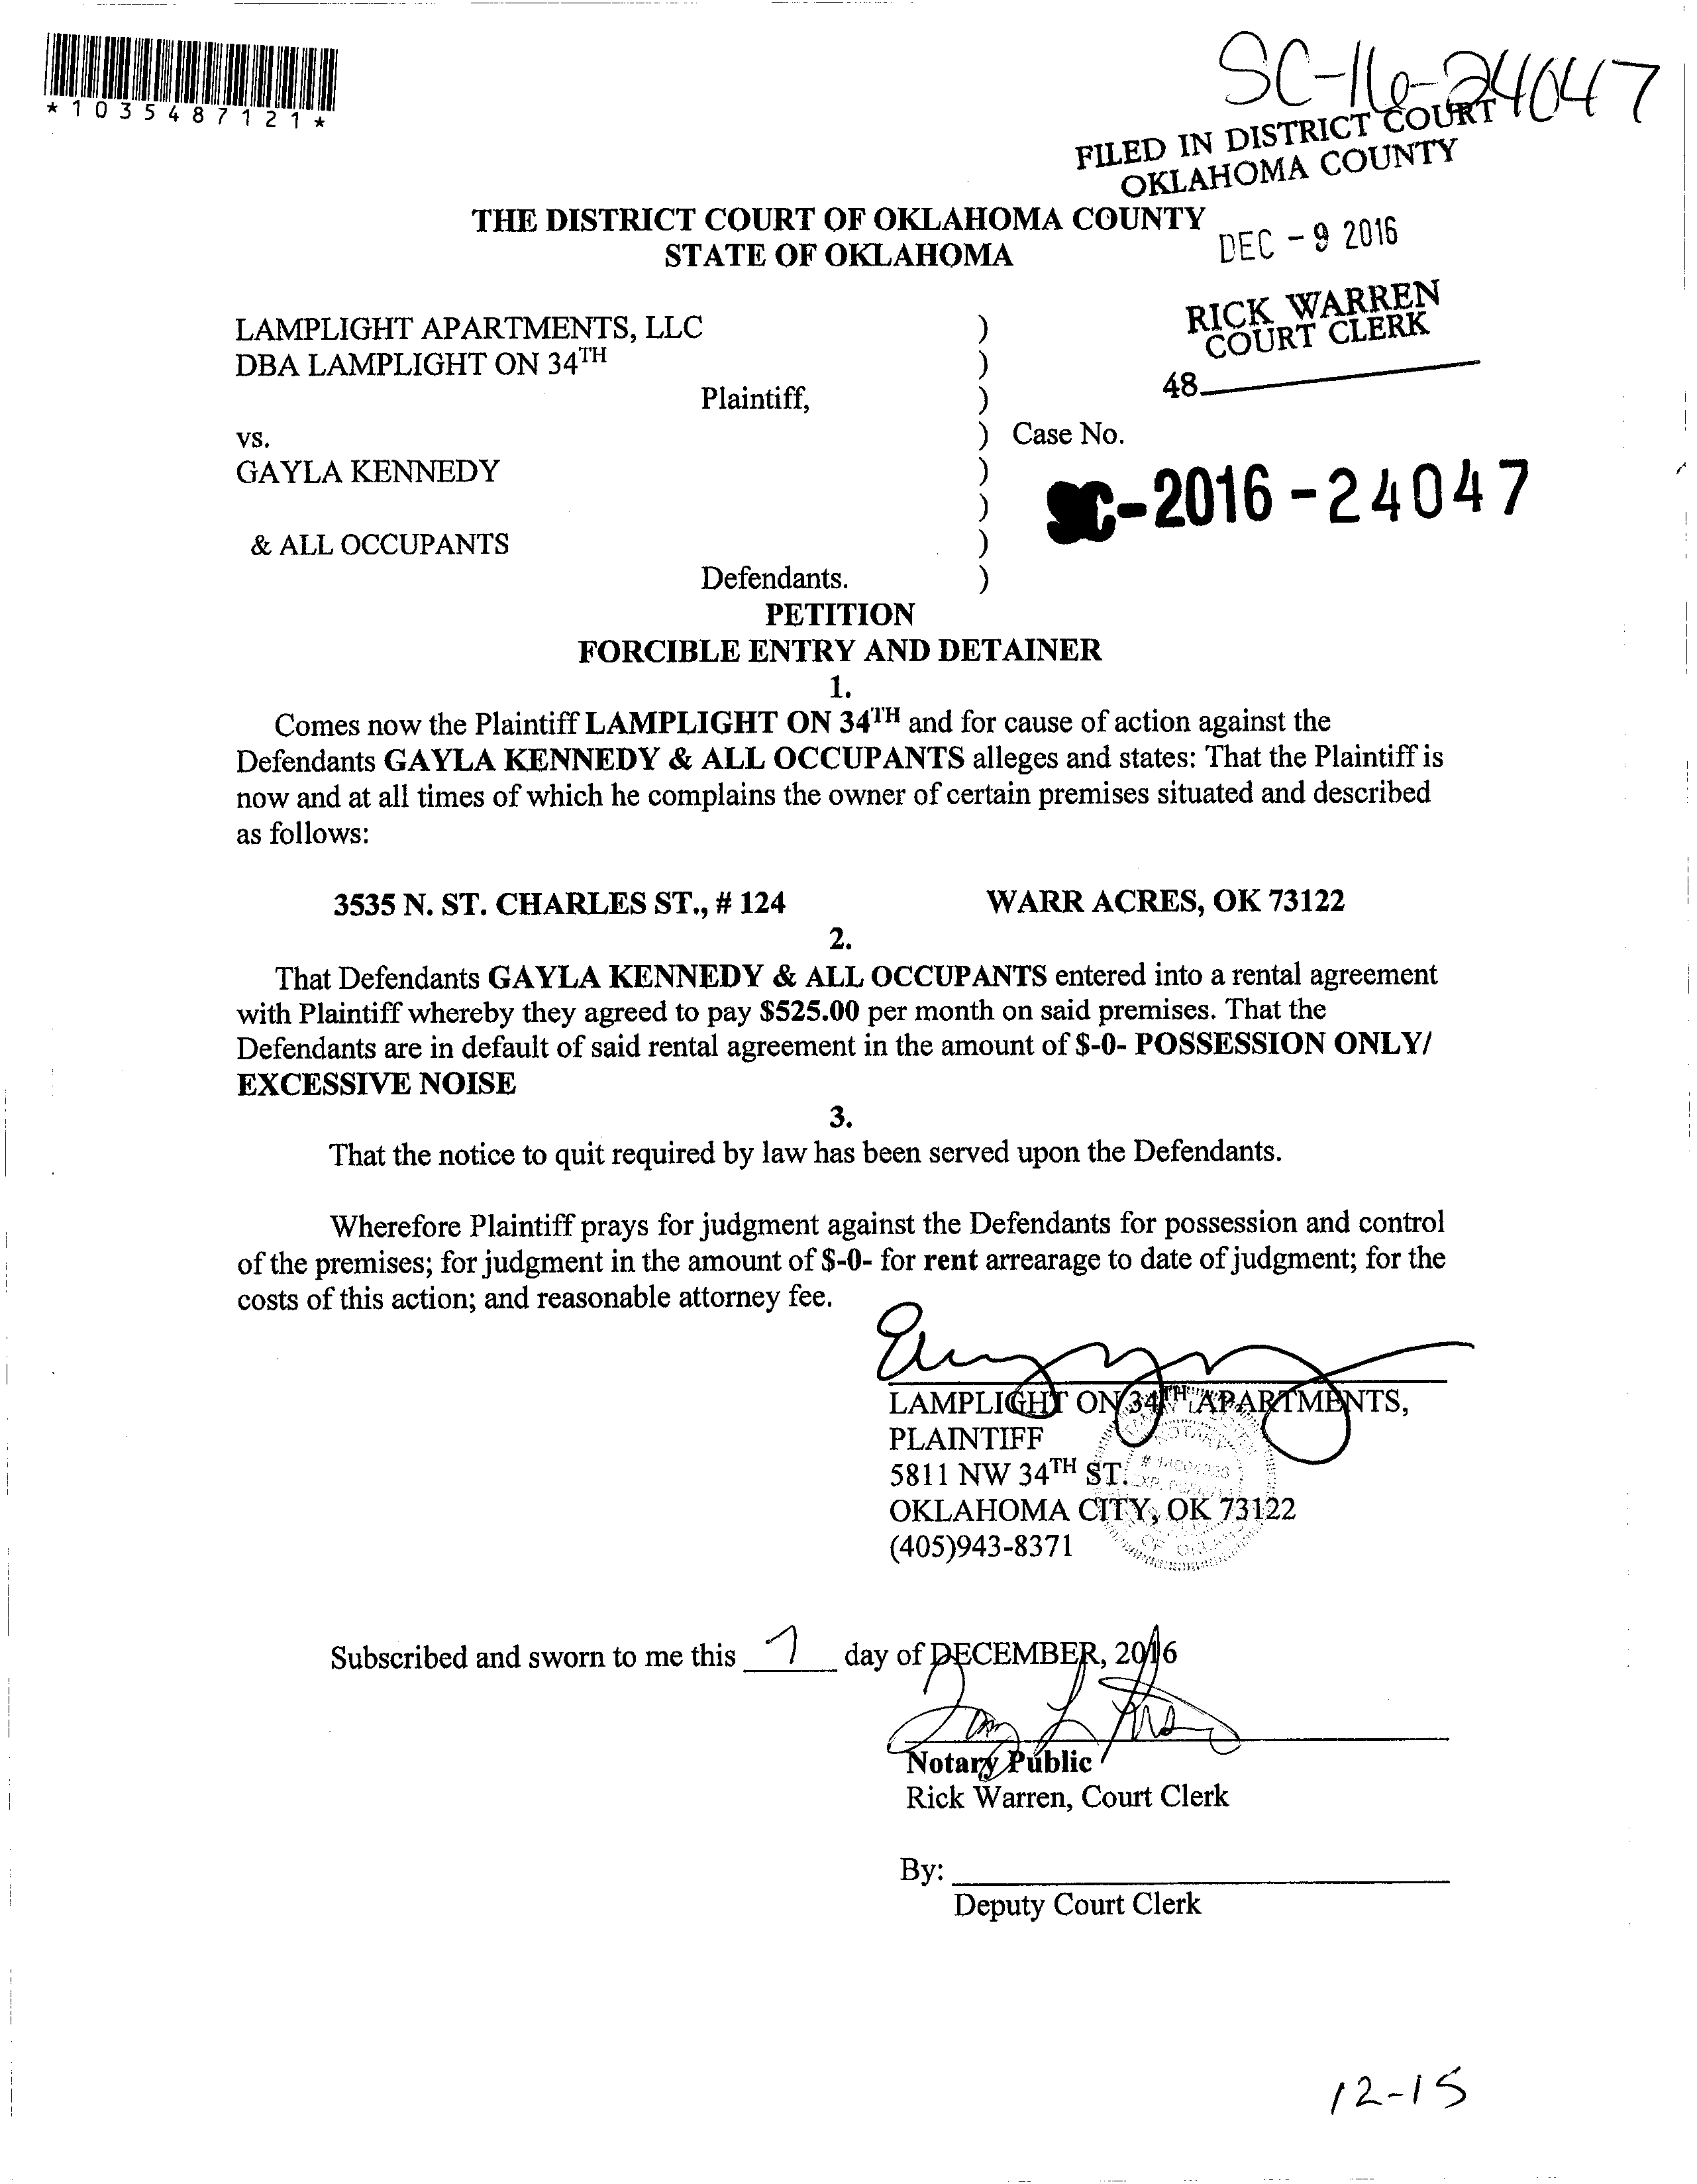 *1035487121*
SC-16-24047
FILED IN DISTRICT COURT
OKLAHOMA COUNTY
THE DISTRICT COURT OF OKLAHOMA COUNTY
STATE OF OKLAHOMA
DEC - 9 2016
RICK WARREN
COURT CLERK
48
LAMPLIGHT APARTMENTS, LLC )
DBA LAMPLIGHT ON 34TH )
Plaintiff, )
vs. ) Case No.
GAYLA KENNEDY )
)
SC-2016-24047
& ALL OCCUPANTS )
Defendants. )
PETITION
FORCIBLE ENTRY AND DETAINER
1.
Comes now the Plaintiff LAMPLIGHT ON 34TH and for cause of action against the
Defendants GAYLA KENNEDY & ALL OCCUPANTS alleges and states: That the Plaintiff is
now and at all times of which he complains the owner of certain premises situated and described
as follows:
3535 N. ST. CHARLES ST., # 124 WARR ACRES, OK 73122
2.
That Defendants GAYLA KENNEDY & ALL OCCUPANTS entered into a rental agreement
with Plaintiff whereby they agreed to pay $525.00 per month on said premises. That the
Defendants are in default of said rental agreement in the amount of $-0- POSSESSION ONLY/
EXCESSIVE NOISE
3.
That the notice to quit required by law has been served upon the Defendants.
Wherefore Plaintiff prays for judgment against the Defendants for possession and control
of the premises; for judgment in the amount of $-0- for rent arrearage to date of judgment; for the
costs of this action; and reasonable attorney fee.
LAMPLIGHT ON 34TH APARTMENTS,
PLAINTIFF
5811 NW 34TH ST.
OKLAHOMA CITY, OK 73122
(405)943-8371
Subscribed and sworn to me this 7 day of DECEMBER, 2016
Notary Public
Rick Warren, Court Clerk
By:
Deputy Court Clerk
12-15